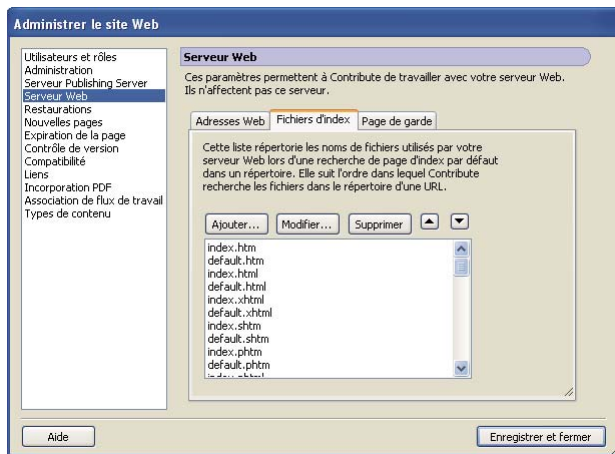 Administrer le site Web
Utilisateurs et rôles
Administration
Serveur Publishing Server
Serveur Web
Restaurations
Nouvelles pages
Expiration de la page
Contrôle de version
Compatibilité
Liens
Incorporation PDF
Association de flux de travail
Types de contenu
Serveur Web
Ces paramètres permettent à Contribute de travailler avec votre serveur Web.
Ils n'affectent pas ce serveur.
Adresses Web Fichiers d'index Page de garde
Cette liste répertorie les noms de fichiers utilisés par votre
serveur Web lors d'une recherche de page d'index par défaut
dans un répertoire. Elle suit l'ordre dans lequel Contribute
recherche les fichiers dans le répertoire d'une URL.
Ajouter... Modifier... Supprimer
index.htm
default.htm
index.html
default.html
index.xhtml
default.xhtml
index.shtm
default.shtm
index.phtm
default.phtm
Aide Enregistrer et fermer